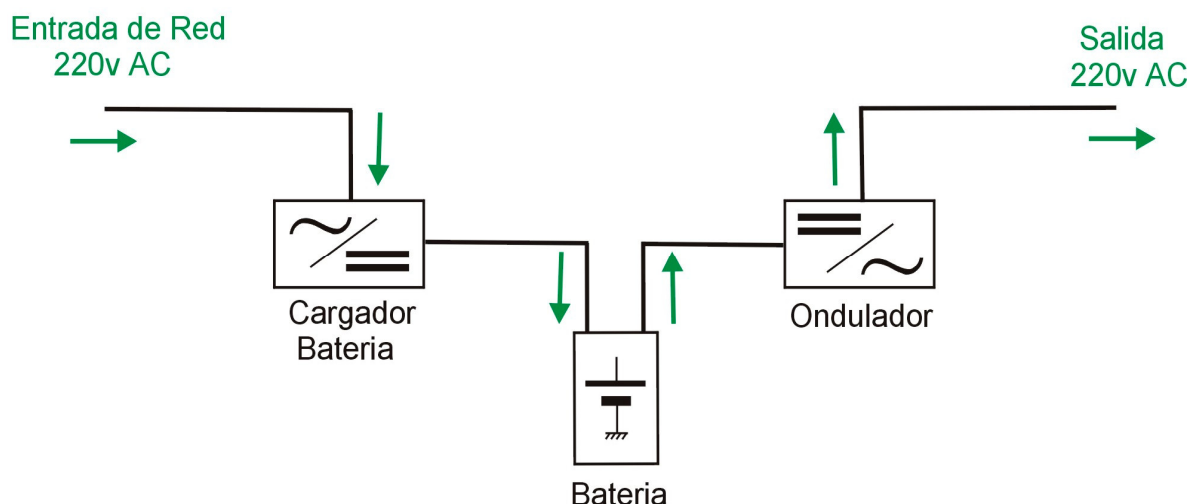 Entrada de Red
220v AC
Salida
220v AC
Cargador
Bateria
Ondulador
Bateria